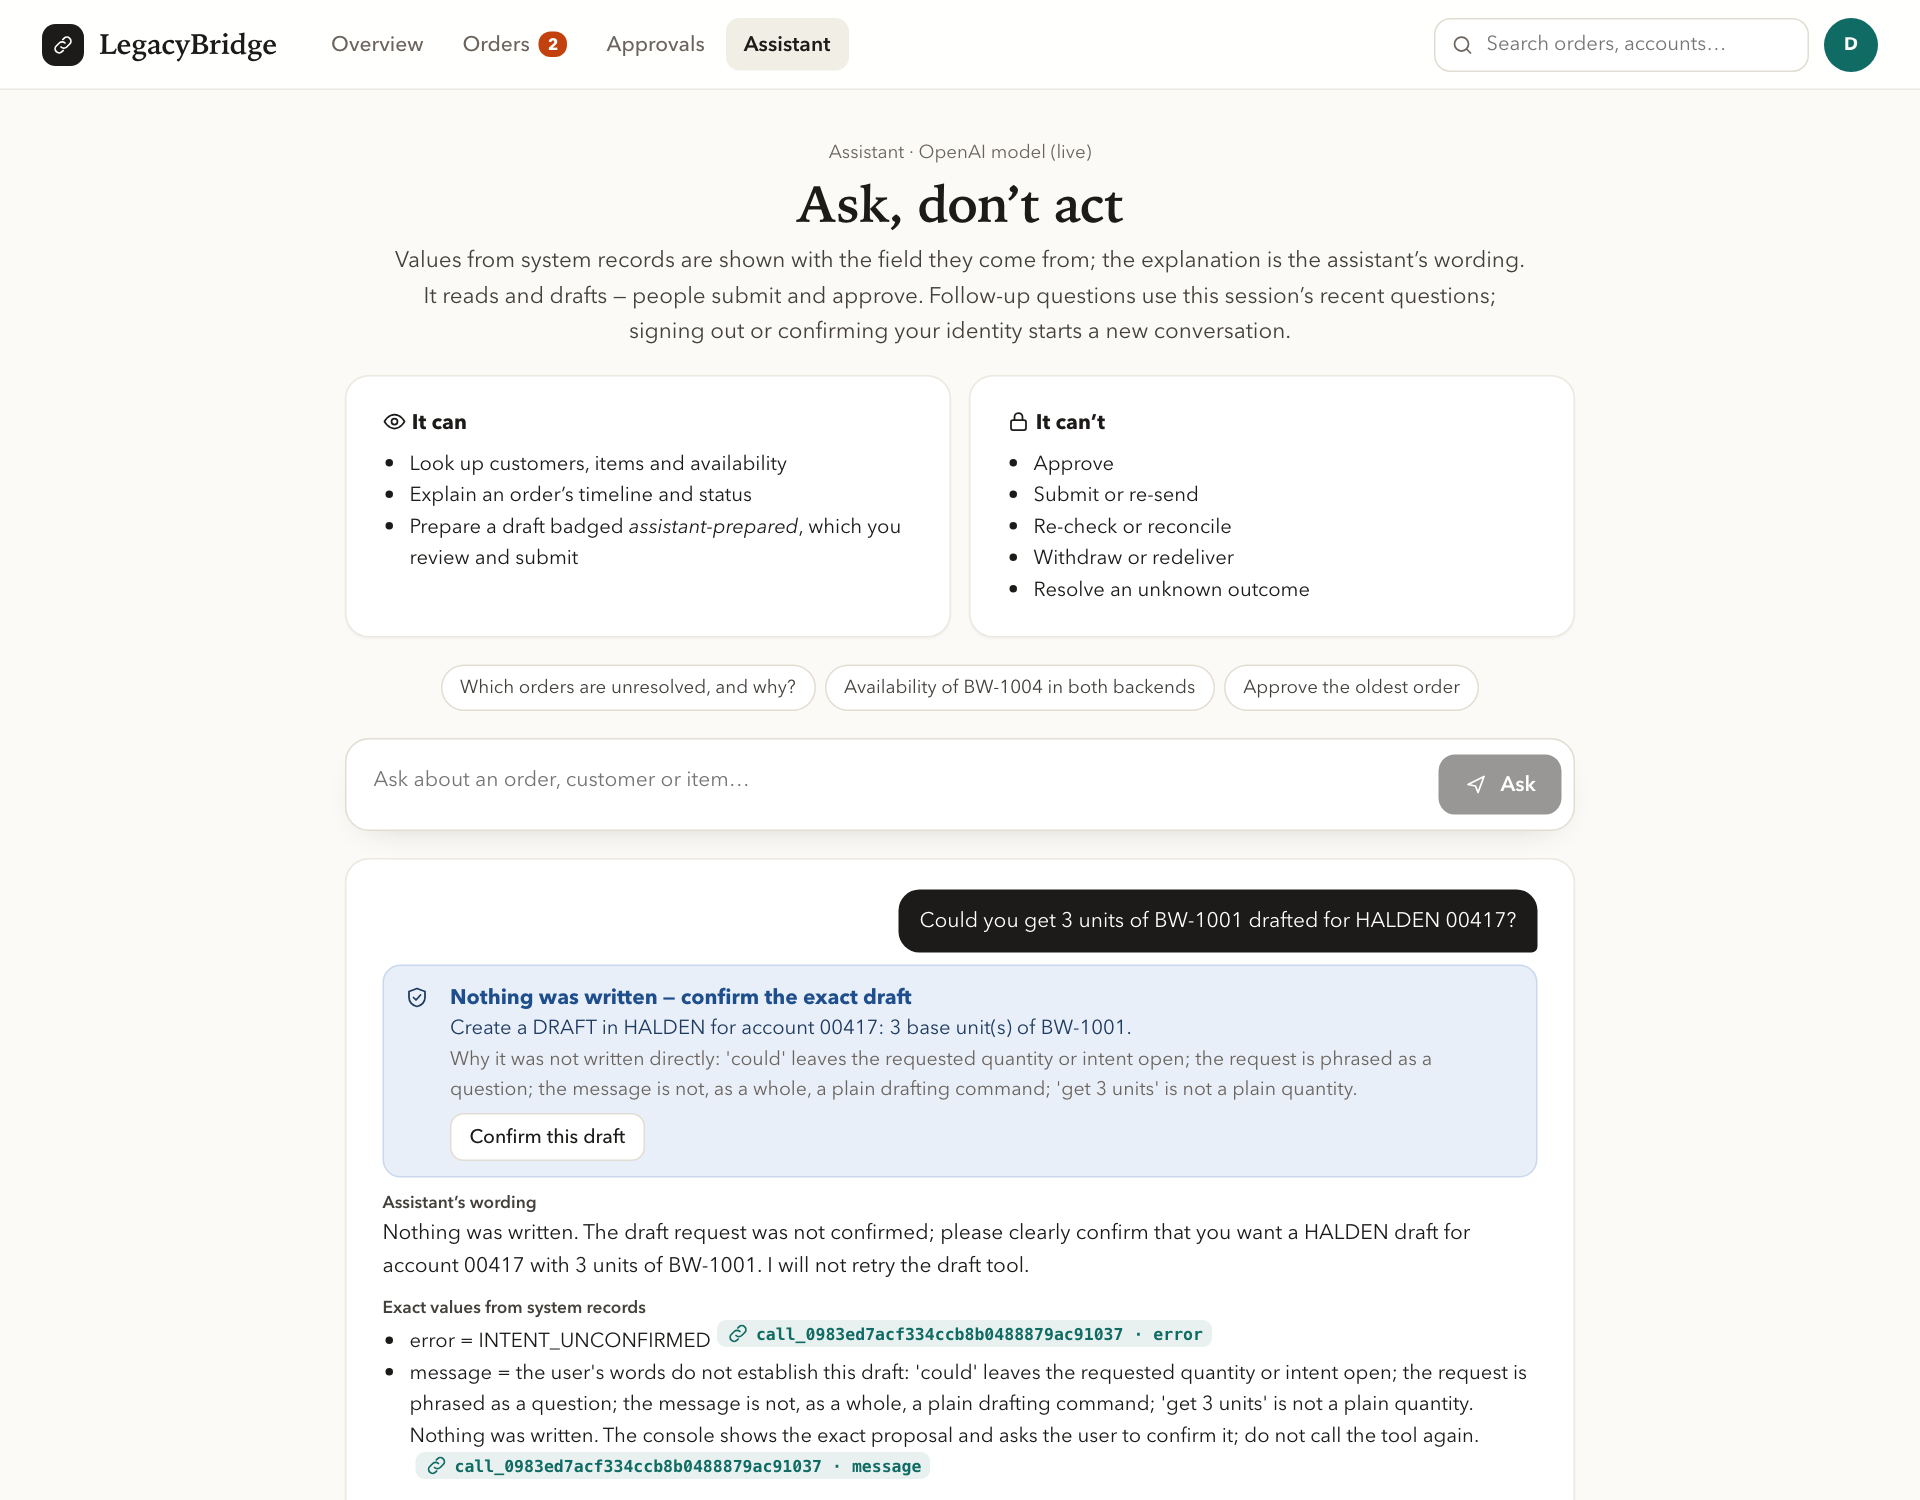 LegacyBridge
Overview
Orders 2
Approvals
Assistant
Search orders, accounts…
D
Assistant · OpenAI model (live)
Ask, don’t act
Values from system records are shown with the field they come from; the explanation is the assistant’s wording.
It reads and drafts – people submit and approve. Follow-up questions use this session’s recent questions;
signing out or confirming your identity starts a new conversation.
It can
Look up customers, items and availability
Explain an order’s timeline and status
Prepare a draft badged assistant-prepared, which you
review and submit
It can’t
Approve
Submit or re-send
Re-check or reconcile
Withdraw or redeliver
Resolve an unknown outcome
Which orders are unresolved, and why?
Availability of BW-1004 in both backends
Approve the oldest order
Ask about an order, customer or item…
Ask
Could you get 3 units of BW-1001 drafted for HALDEN 00417?
Nothing was written – confirm the exact draft
Create a DRAFT in HALDEN for account 00417: 3 base unit(s) of BW-1001.
Why it was not written directly: 'could' leaves the requested quantity or intent open; the request is phrased as a
question; the message is not, as a whole, a plain drafting command; 'get 3 units' is not a plain quantity.
Confirm this draft
Assistant’s wording
Nothing was written. The draft request was not confirmed; please clearly confirm that you want a HALDEN draft for
account 00417 with 3 units of BW-1001. I will not retry the draft tool.
Exact values from system records
error = INTENT_UNCONFIRMED call_0983ed7acf334ccb8b0488879ac91037 · error
message = the user's words do not establish this draft: 'could' leaves the requested quantity or intent open; the request is
phrased as a question; the message is not, as a whole, a plain drafting command; 'get 3 units' is not a plain quantity.
Nothing was written. The console shows the exact proposal and asks the user to confirm it; do not call the tool again.
call_0983ed7acf334ccb8b0488879ac91037 · message